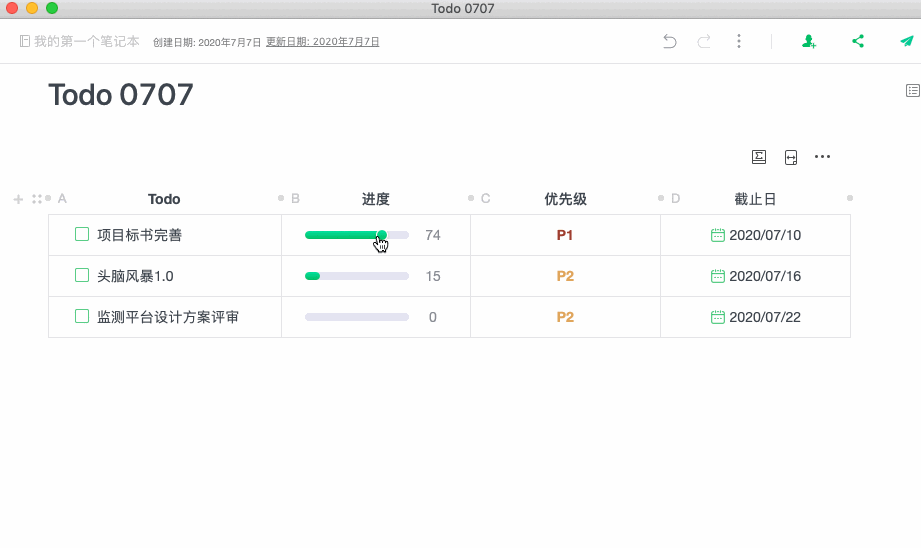 Todo 0707
我的第一个笔记本 创建日期: 2020年7月7日 更新日期: 2020年7月7日
Todo 0707
A Todo B 进度 C 优先级 D 截止日
项目标书完善 74 P1 2020/07/10
头脑风暴1.0 15 P2 2020/07/16
监测平台设计方案评审 0 P2 2020/07/22